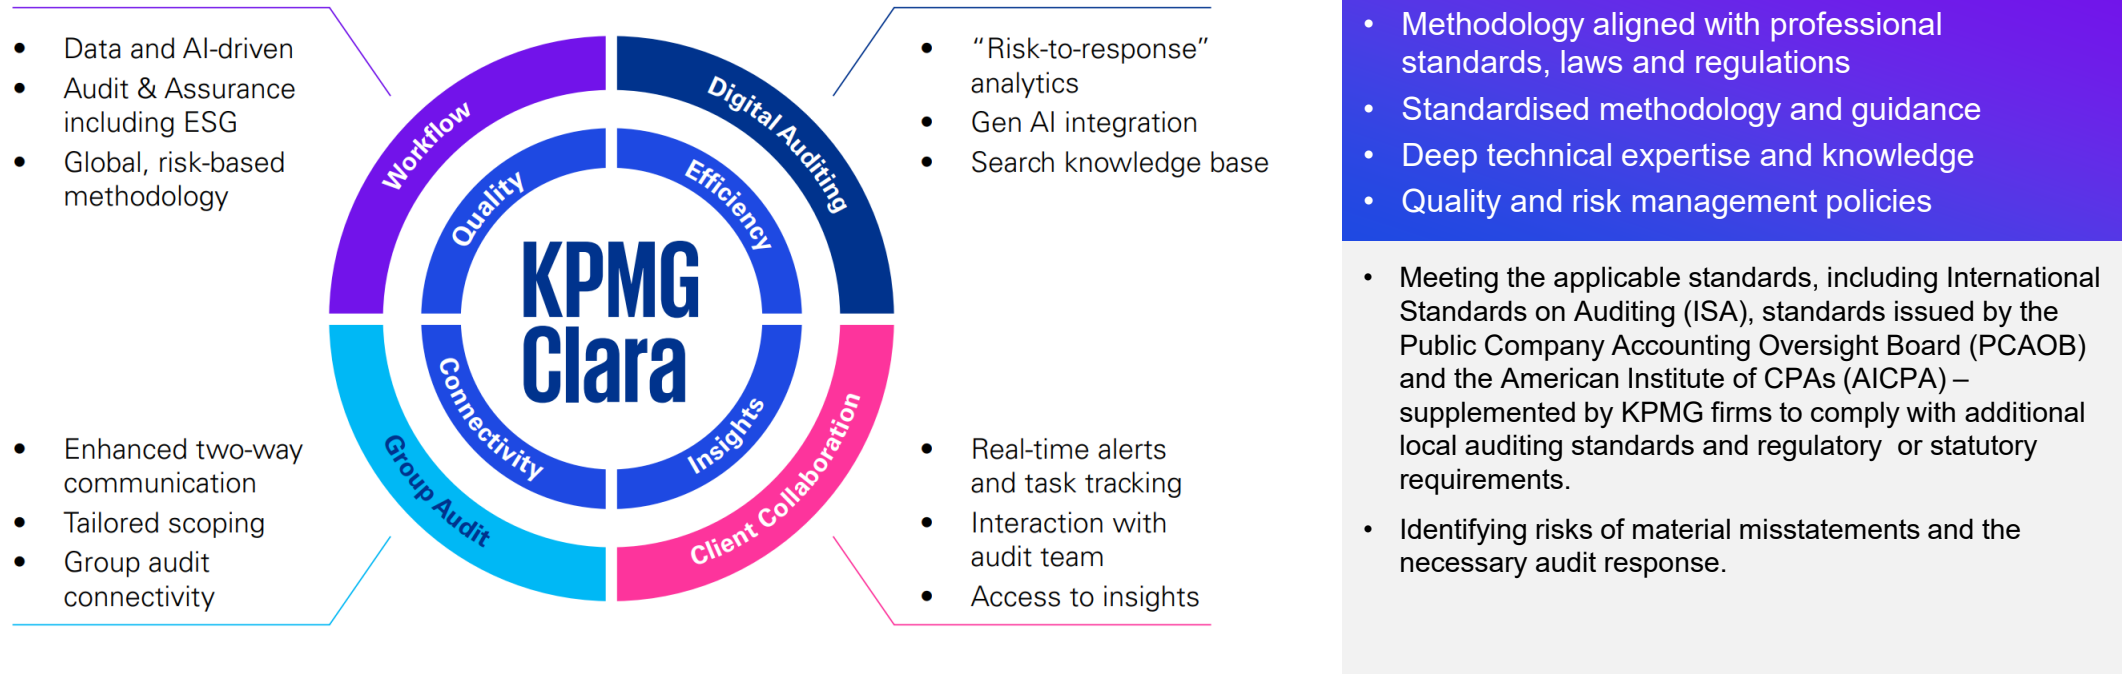 • Data and AI-driven
• Audit & Assurance
including ESG
• Global, risk-based
methodology
• “Risk-to-response”
analytics
• Gen AI integration
• Search knowledge base
Workflow
Digital Auditing
Quality
Efficiency
KPMG
Clara
Connectivity
Insights
Group Audit
Client Collaboration
• Enhanced two-way
communication
• Tailored scoping
• Group audit
connectivity
• Real-time alerts
and task tracking
• Interaction with
audit team
• Access to insights
• Methodology aligned with professional
standards, laws and regulations
• Standardised methodology and guidance
• Deep technical expertise and knowledge
• Quality and risk management policies
• Meeting the applicable standards, including International
Standards on Auditing (ISA), standards issued by the
Public Company Accounting Oversight Board (PCAOB)
and the American Institute of CPAs (AICPA) –
supplemented by KPMG firms to comply with additional
local auditing standards and regulatory or statutory
requirements.
• Identifying risks of material misstatements and the
necessary audit response.